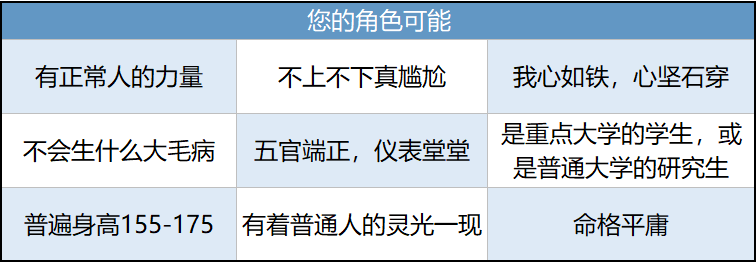 您的角色可能
有正常人的力量
不上不下真尴尬
我心如铁，心坚石穿
不会生什么大毛病
五官端正，仪表堂堂
是重点大学的学生，或
是普通大学的研究生
普遍身高155-175
有着普通人的灵光一现
命格平庸